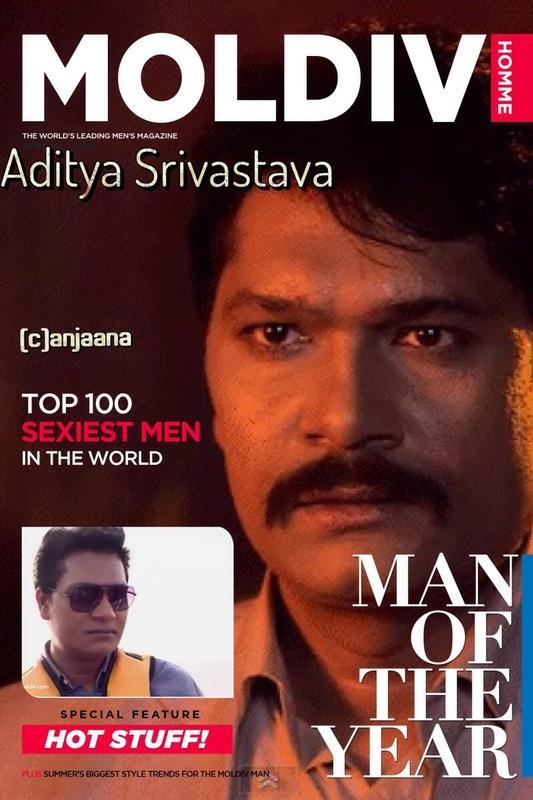 MOLDIV
HOMME
THE WORLD'S LEADING MEN'S MAGAZINE
Aditya Srivastava
(c)anjaana
TOP 100
SEXIEST MEN
IN THE WORLD
MAN
OF
THE
YEAR
SPECIAL FEATURE
HOT STUFF!
PLUS SUMMER'S BIGGEST STYLE TRENDS FOR THE MOLDIV MAN